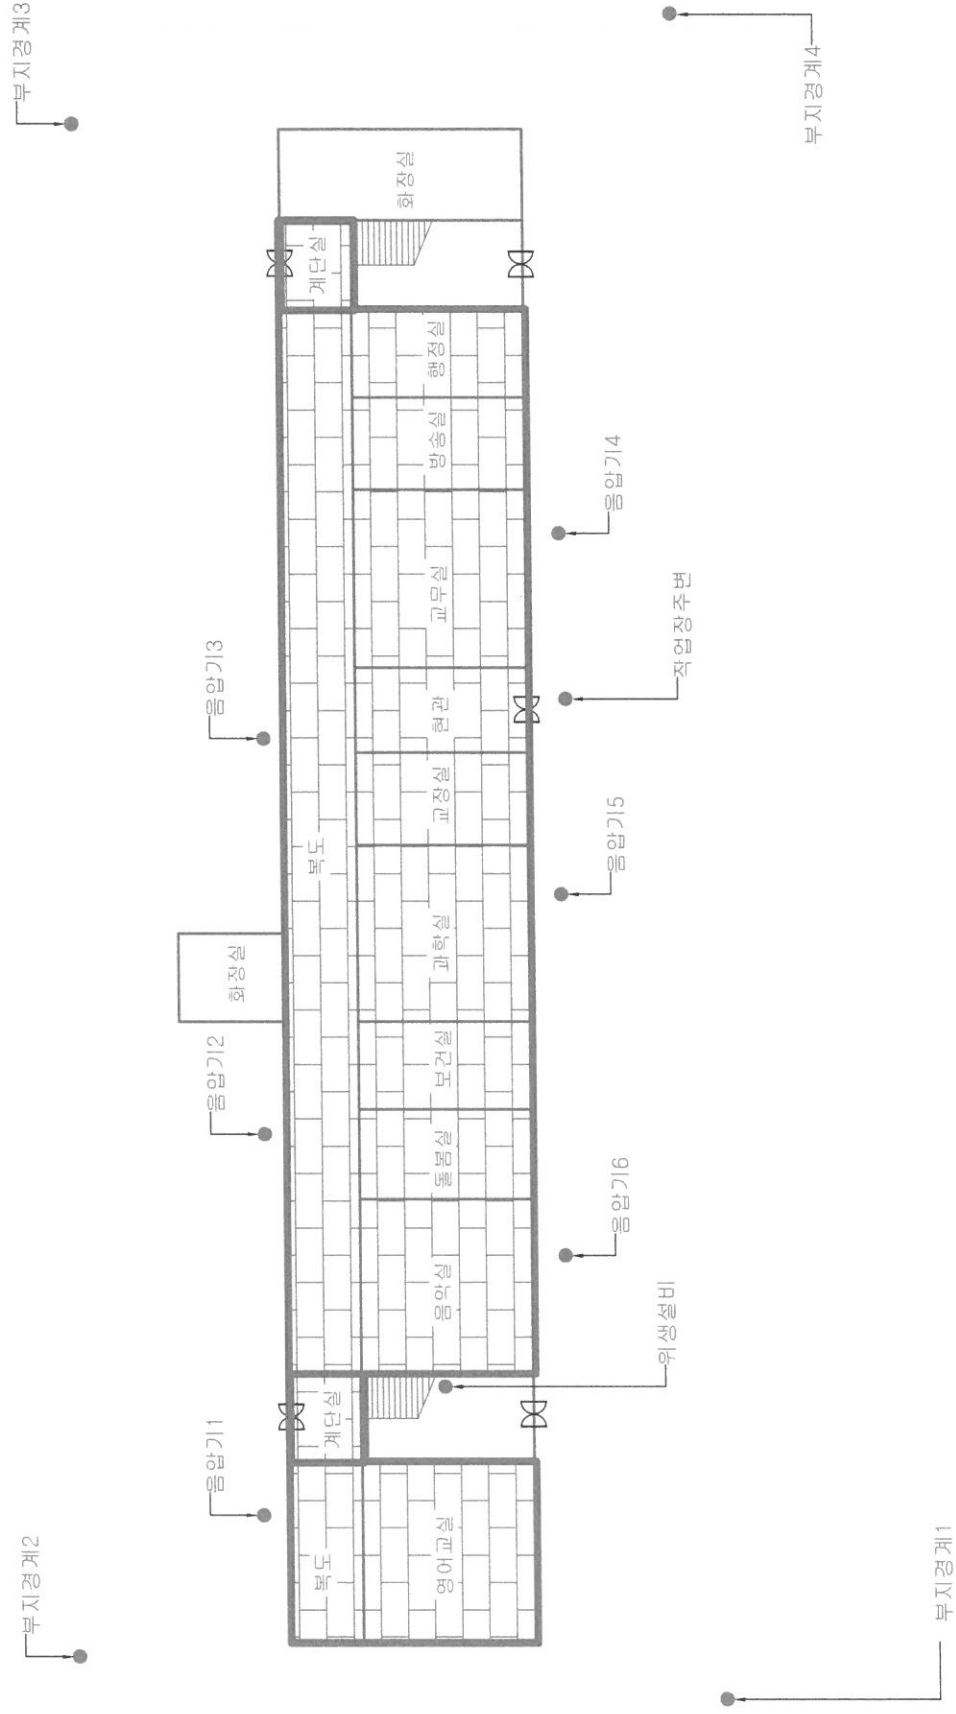 부지경계3
부지경계4
화장실
계단실
행정실
방송실
음압기4
교무실
작업장주변
음압기3
현관
교장실
복도
음압기5
과학실
화장실
보건실
음압기2
돌봄실
음압기6
음악실
위생설비
계단실
음압기1
영어교실
복도
부지경계2
부지경계1